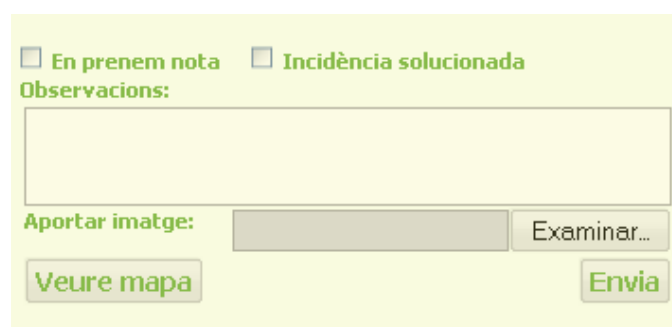 En prenem nota Incidència solucionada
Observacions:
Aportar imatge: Examinar...
Veure mapa Envia